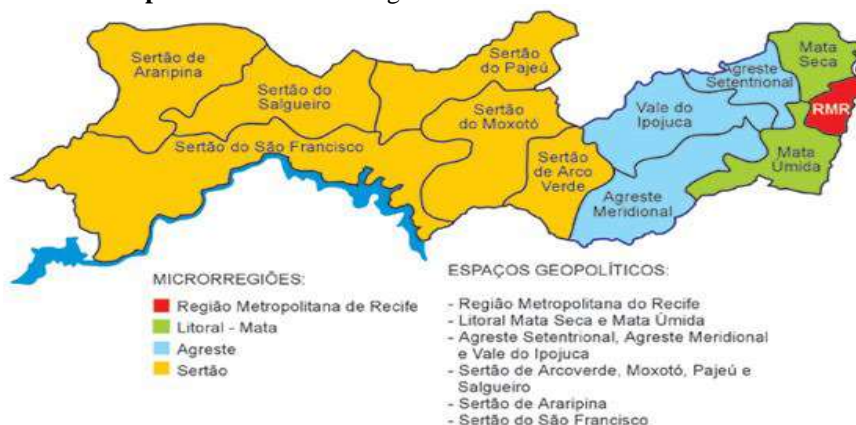 Sertão de
Araripina
Sertão do
Salgueiro
Sertão
do Pajeú
Sertão
do Moxotó
Sertão do São Francisco
Sertão
de Arco
Verde
Vale do
Ipojuca
Agreste
Setentrional
Agreste
Meridional
Mata
Seca
RMR
Mata
Úmida
MICRORREGIÕES:
Região Metropolitana de Recife
Litoral - Mata
Agreste
Sertão
ESPAÇOS GEOPOLÍTICOS:
- Região Metropolitana do Recife
- Litoral Mata Seca e Mata Úmida
- Agreste Setentrional, Agreste Meridional
e Vale do Ipojuca
- Sertão de Arcoverde, Moxotó, Pajeú e
Salgueiro
- Sertão de Araripina
- Sertão do São Francisco